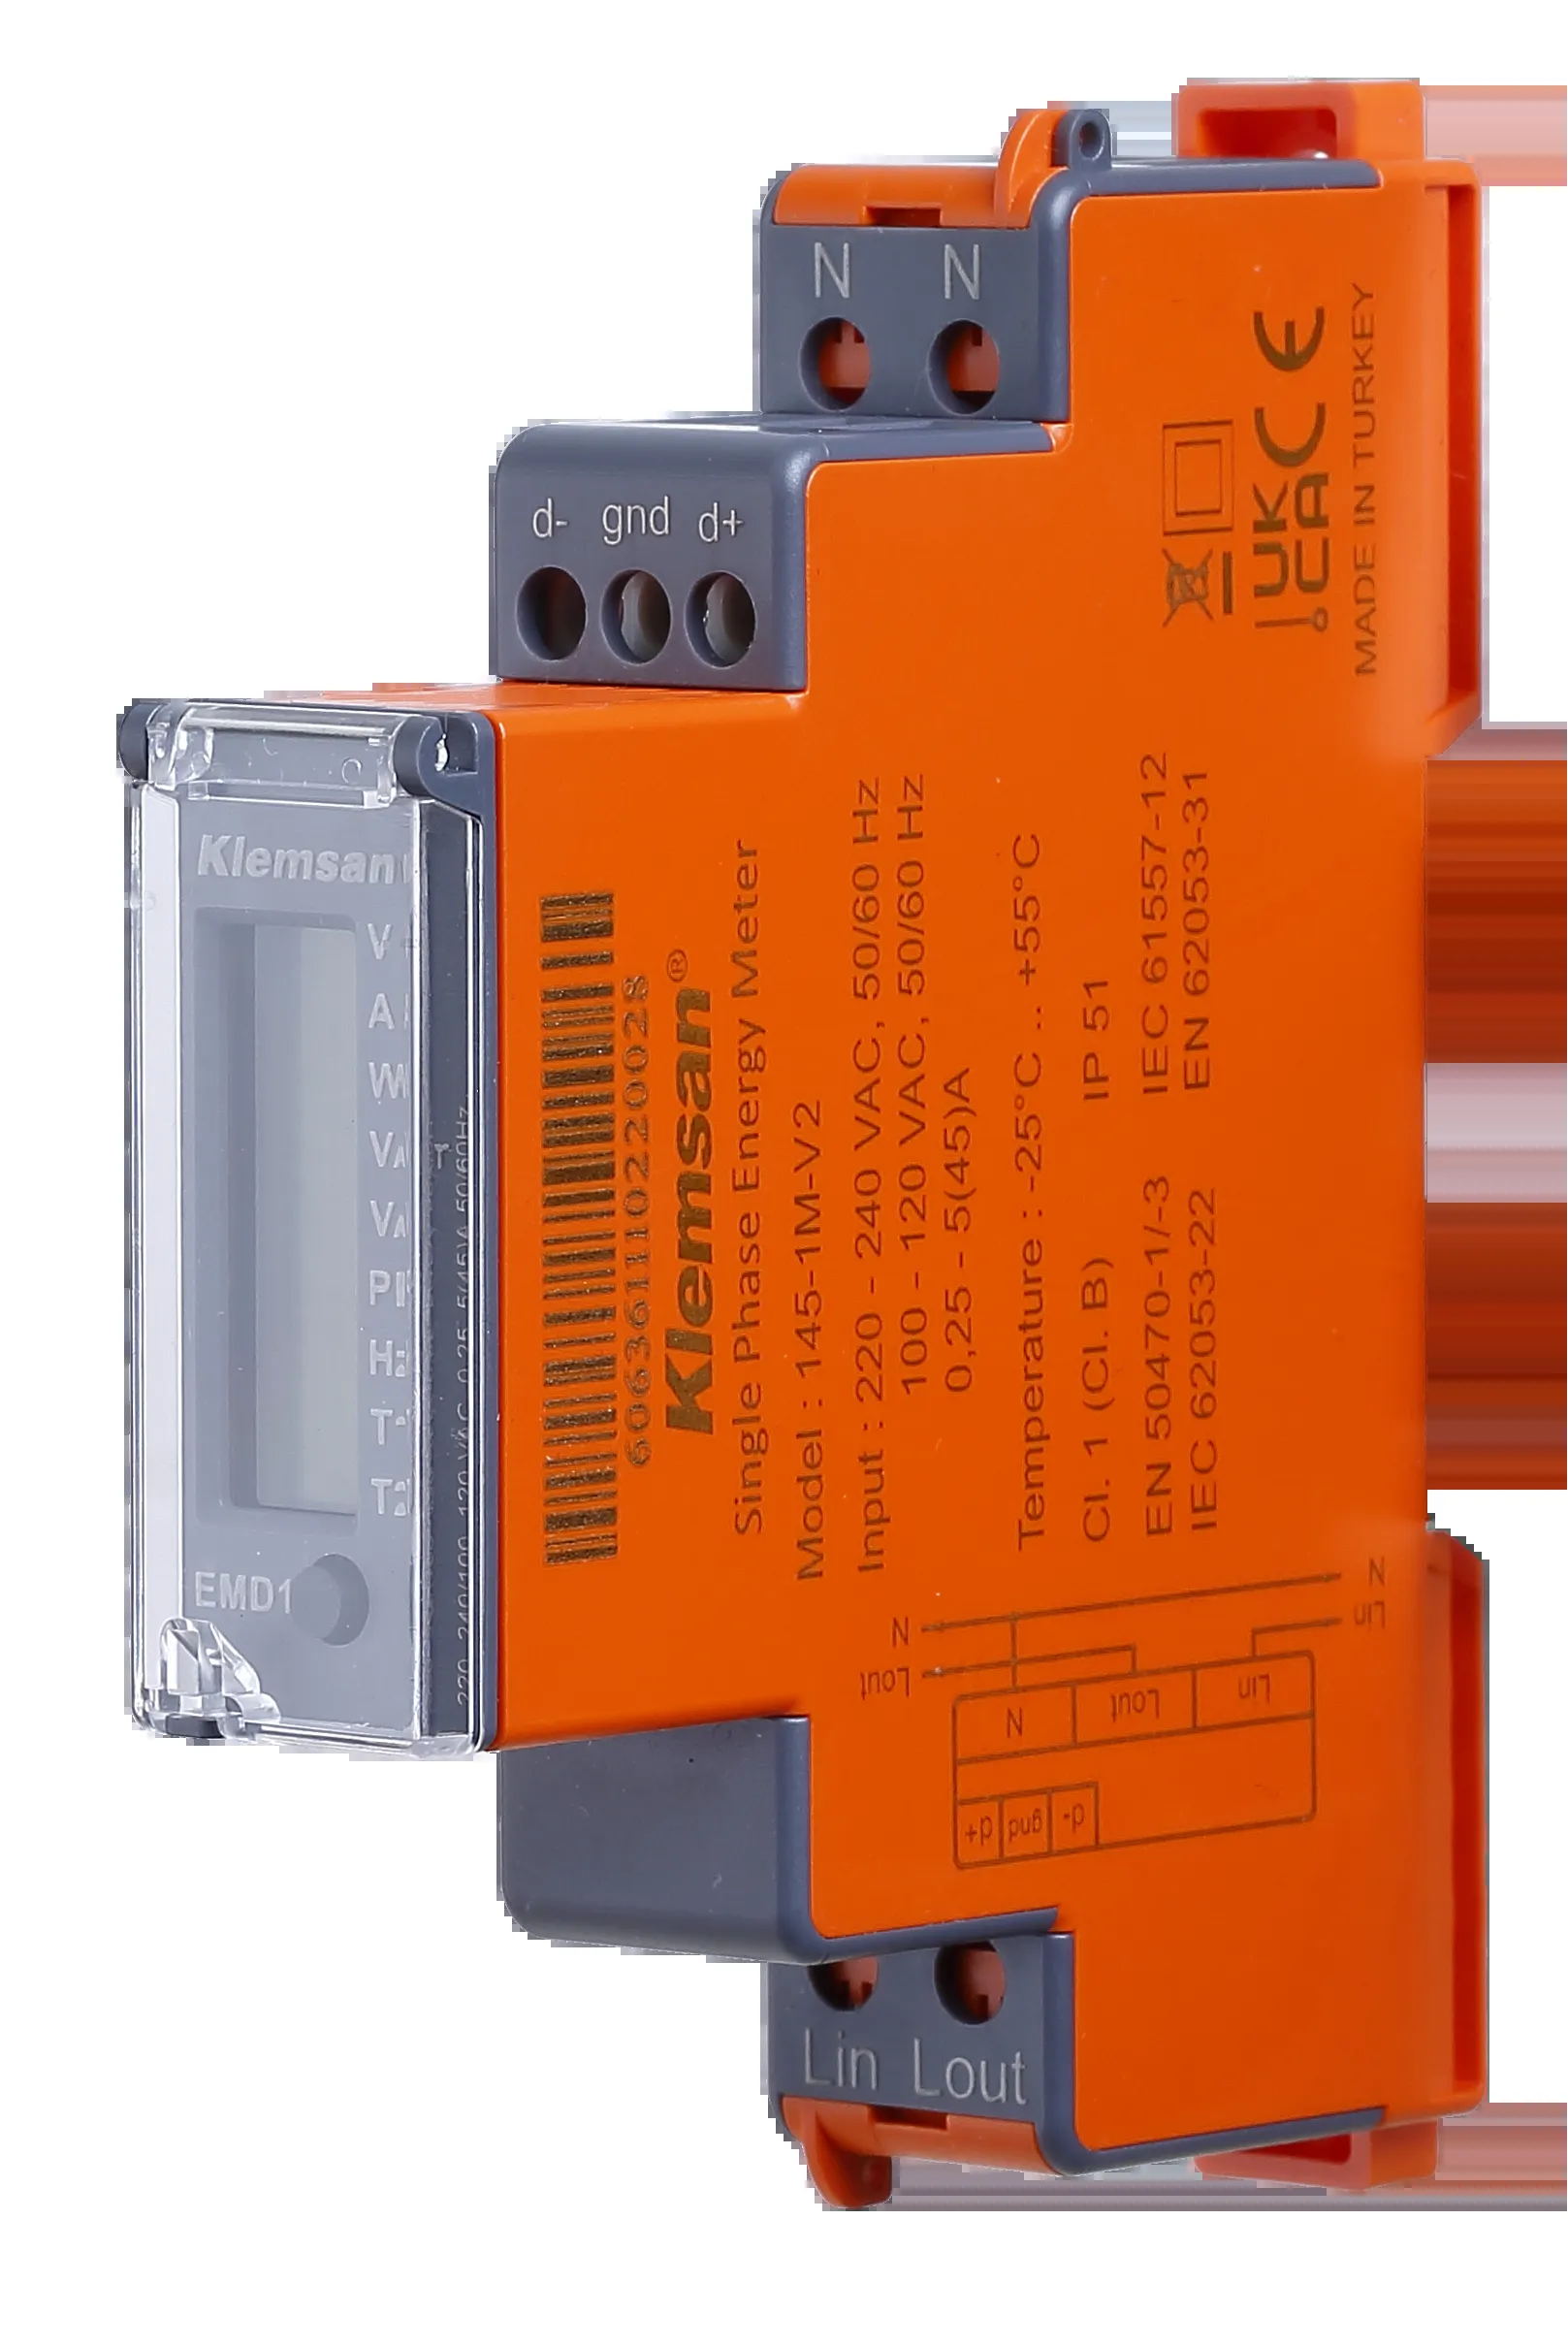 N N
d- gnd d+
Klemsan
V
A
T
EMD1
60636110220028
Klemsan®
Single Phase Energy Meter
Model : 145-1M-V2
Input : 220 - 240 VAC, 50/60 Hz
100 - 120 VAC, 50/60 Hz
0,25 - 5(45)A
Temperature : -25°C .. +55°C
Cl. 1 (Cl. B) IP 51
EN 50470-1/-3 IEC 61557-12
IEC 62053-22 EN 62053-31
UK
CA CE
MADE IN TURKEY
N
Lout
N
Lin
N Lout Lin
d+ gnd d-
Lin Lout